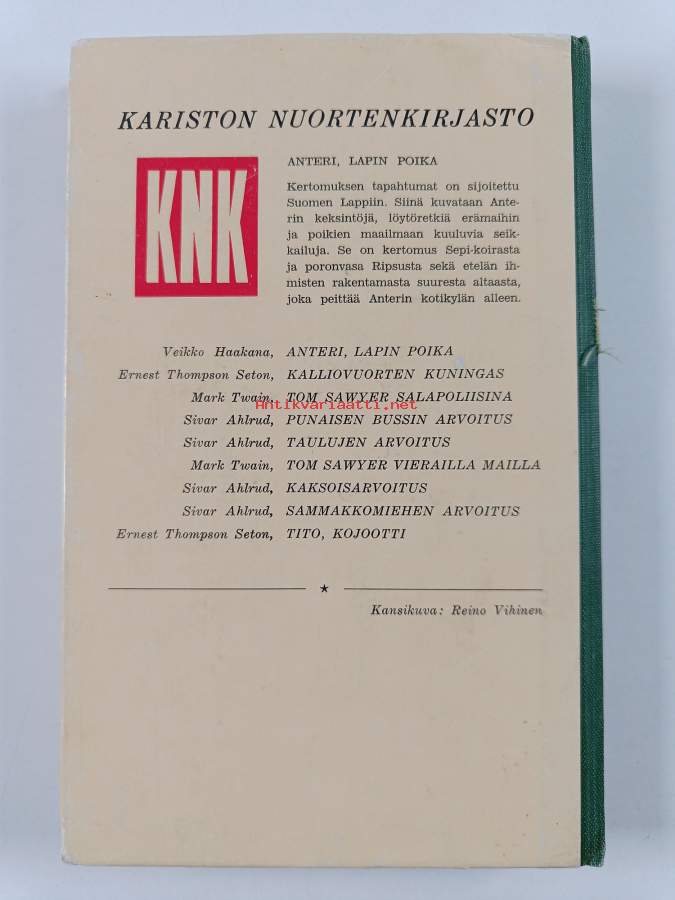 KARISTON NUORTENKIRJASTO
KNK
ANTERI, LAPIN POIKA
Kertomuksen tapahtumat on sijoitettu
Suomen Lappiin. Siinä kuvataan Ante-
rin keksintöjä, löytöretkiä erämaihin
ja poikien maailmaan kuuluvia seik-
kailuja. Se on kertomus Sepi-koirasta
ja poronvasa Ripsusta sekä etelän ih-
misten rakentamasta suuresta altaasta,
joka peittää Anterin kotikylän alleen.
Veikko Haakana, ANTERI, LAPIN POIKA
Ernest Thompson Seton, KALLIOVUORTEN KUNINGAS
Mark Twain, TOM SAWYER SALAPOLIISINA
Antikvariaatti.net
Sivar Ahlrud, PUNAISEN BUSSIN ARVOITUS
Sivar Ahlrud, TAULUJEN ARVOITUS
Mark Twain, TOM SAWYER VIERAILLA MAILLA
Sivar Ahlrud, KAKSOISARVOITUS
Sivar Ahlrud, SAMMAKKOMIEHEN ARVOITUS
Ernest Thompson Seton, TITO, KOJOOTTI
Kansikuva: Reino Vihinen